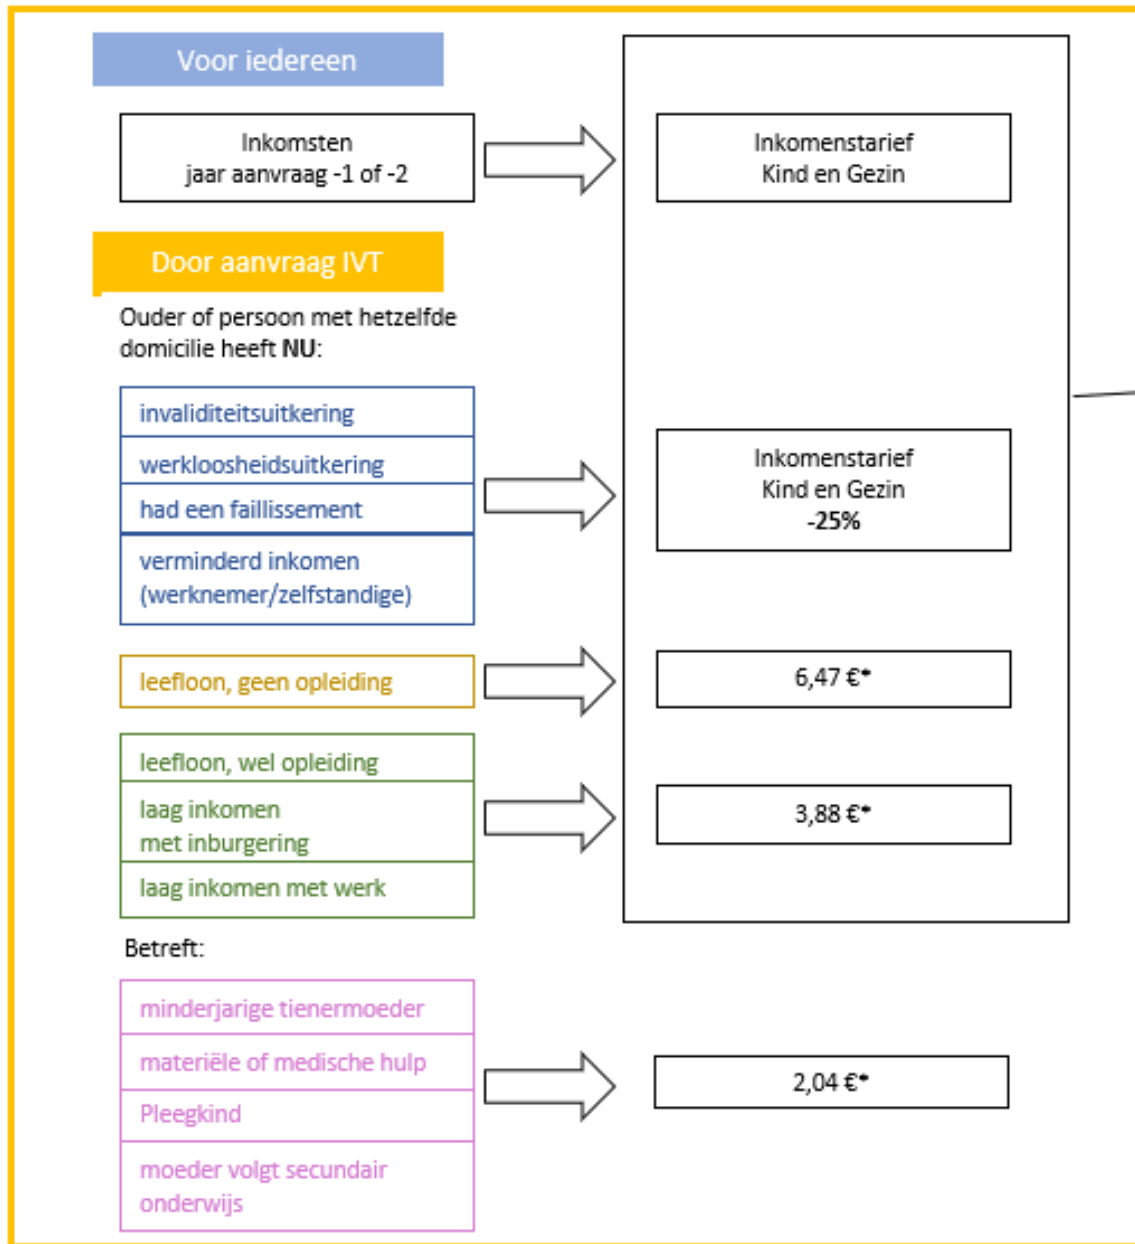 Voor iedereen
Inkomsten
jaar aanvraag -1 of -2
Inkomenstarief
Kind en Gezin
Door aanvraag IVT
Ouder of persoon met hetzelfde
domicilie heeft NU:
invaliditeitsuitkering
werkloosheidsuitkering
had een faillissement
verminderd inkomen
(werknemer/zelfstandige)
Inkomenstarief
Kind en Gezin
-25%
leefloon, geen opleiding
6,47 €*
leefloon, wel opleiding
laag inkomen
met inburgering
laag inkomen met werk
3,88 €*
Betreft:
minderjarige tienermoeder
materiële of medische hulp
Pleegkind
moeder volgt secundair
onderwijs
2,04 €*